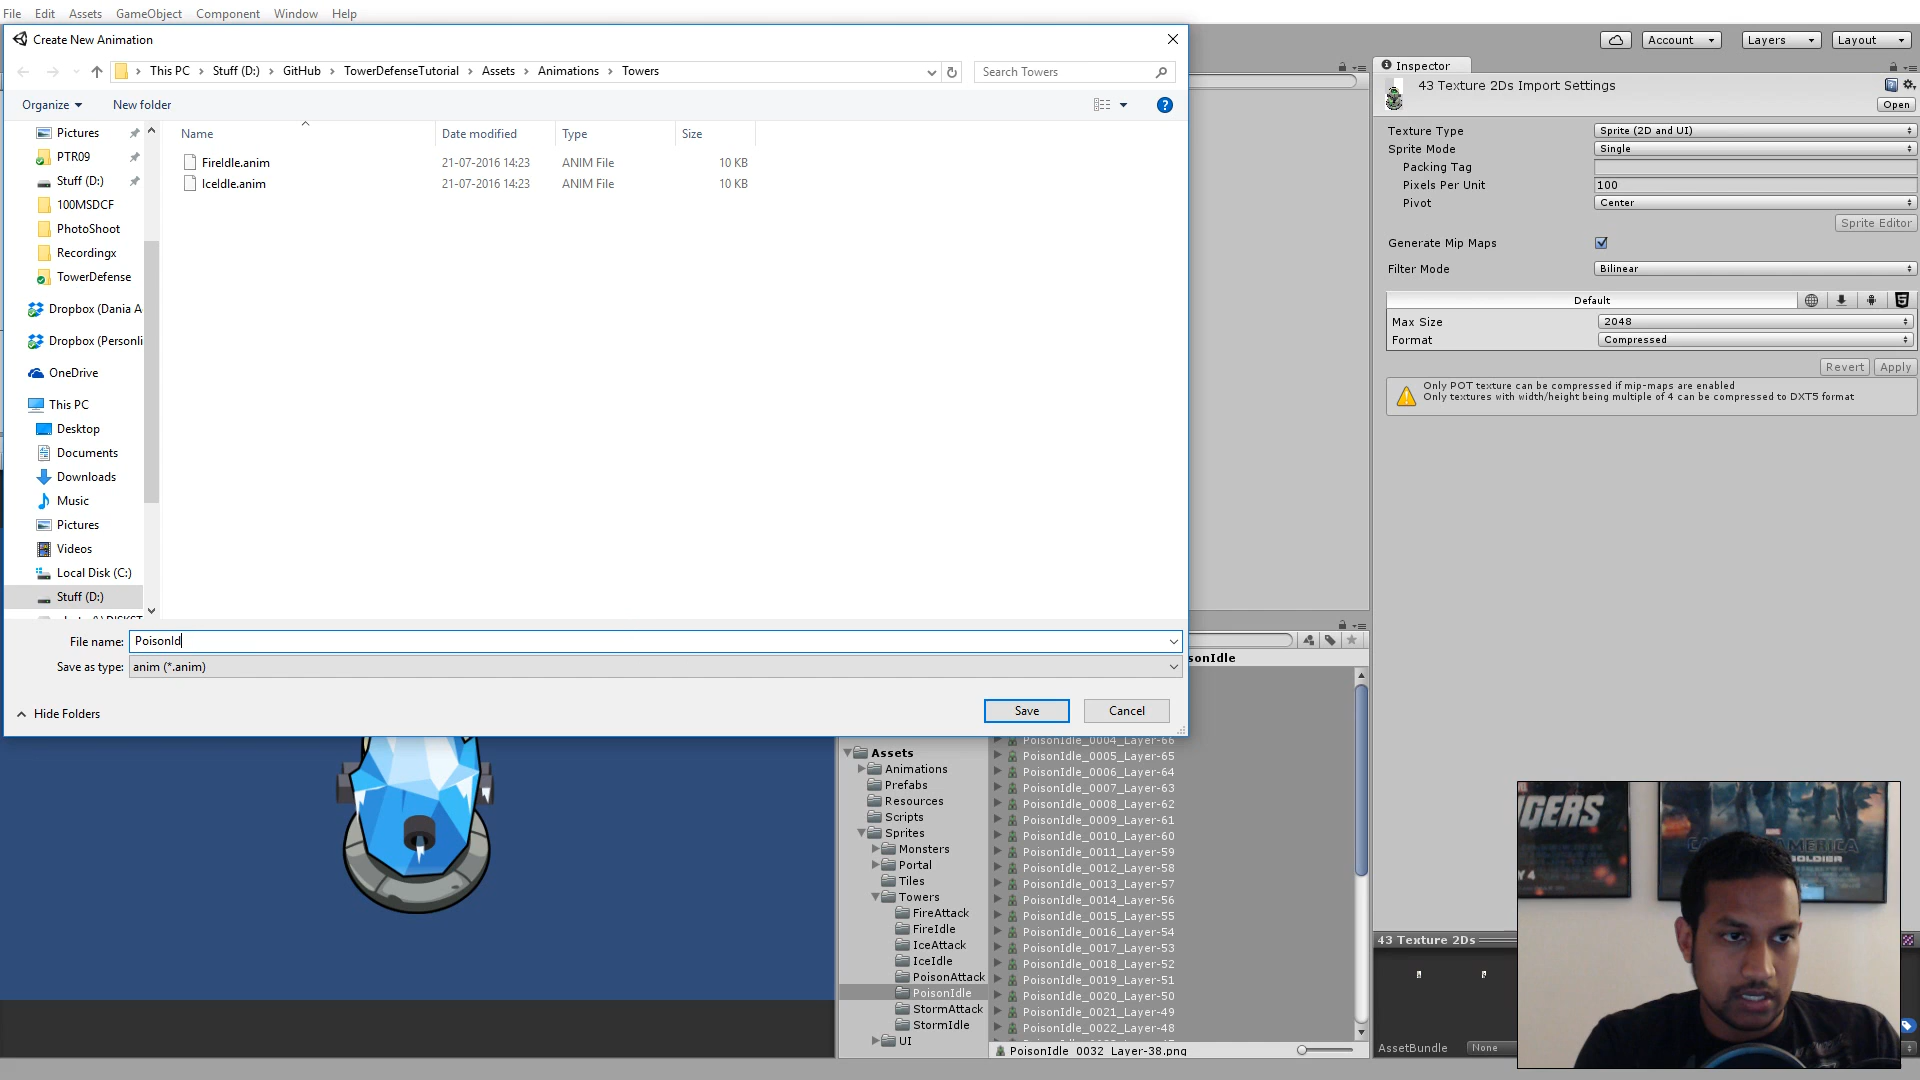 File Edit Assets GameObject Component Window Help
Create New Animation
This PC Stuff (D:) GitHub TowerDefenseTutorial Assets Animations Towers
Search Towers
Organize New folder
Account Layers Layout
Inspector
43 Texture 2Ds Import Settings
Open
Texture Type Sprite (2D and UI)
Sprite Mode Single
Packing Tag
Pixels Per Unit 100
Pivot Center
Sprite Editor
Generate Mip Maps
Filter Mode Bilinear
Default
Max Size 2048
Format Compressed
Revert Apply
Only POT texture can be compressed if mip-maps are enabled
Only textures with width/height being multiple of 4 can be compressed to DXT5 format
Name Date modified Type Size
FireIdle.anim 21-07-2016 14:23 ANIM File 10 KB
IceIdle.anim 21-07-2016 14:23 ANIM File 10 KB
Pictures
PTR09
Stuff (D:)
100MSDCF
PhotoShoot
Recordingx
TowerDefense
Dropbox (Dania A
Dropbox (Personli
OneDrive
This PC
Desktop
Documents
Downloads
Music
Pictures
Videos
Local Disk (C:)
Stuff (D:)
File name: PoisonId
Save as type: anim (*.anim)
Hide Folders
Save Cancel
sonIdle
Assets
Animations
Prefabs
Resources
Scripts
Sprites
Monsters
Portal
Tiles
Towers
FireAttack
FireIdle
IceAttack
IceIdle
PoisonAttack
PoisonIdle
StormAttack
StormIdle
UI
PoisonIdle_0004_Layer-66
PoisonIdle_0005_Layer-65
PoisonIdle_0006_Layer-64
PoisonIdle_0007_Layer-63
PoisonIdle_0008_Layer-62
PoisonIdle_0009_Layer-61
PoisonIdle_0010_Layer-60
PoisonIdle_0011_Layer-59
PoisonIdle_0012_Layer-58
PoisonIdle_0013_Layer-57
PoisonIdle_0014_Layer-56
PoisonIdle_0015_Layer-55
PoisonIdle_0016_Layer-54
PoisonIdle_0017_Layer-53
PoisonIdle_0018_Layer-52
PoisonIdle_0019_Layer-51
PoisonIdle_0020_Layer-50
PoisonIdle_0021_Layer-49
PoisonIdle_0022_Layer-48
PoisonIdle_0032_Layer-38.png
43 Texture 2Ds
AssetBundle None